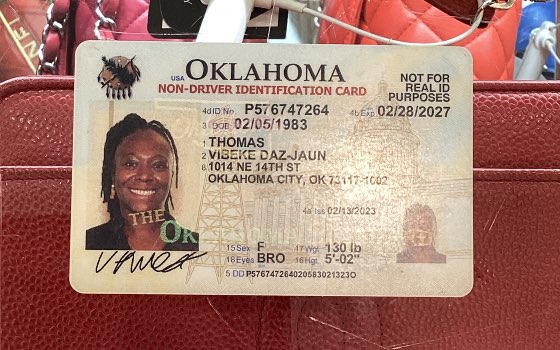 USA OKLAHOMA
NON-DRIVER IDENTIFICATION CARD
NOT FOR
REAL ID
PURPOSES
4d ID No. P576747264
4b Exp 02/28/2027
3 DOB 02/05/1983
1 THOMAS
2 VIBEKE DAZ-JAUN
8 1014 NE 14TH ST
OKLAHOMA CITY, OK 73117-1002
4a Iss 02/13/2023
THE
OK
15 Sex F 17 Wgt 130 lb
18 Eyes BRO 16 Hgt 5'-02"
5 DD P5767472640205830213230